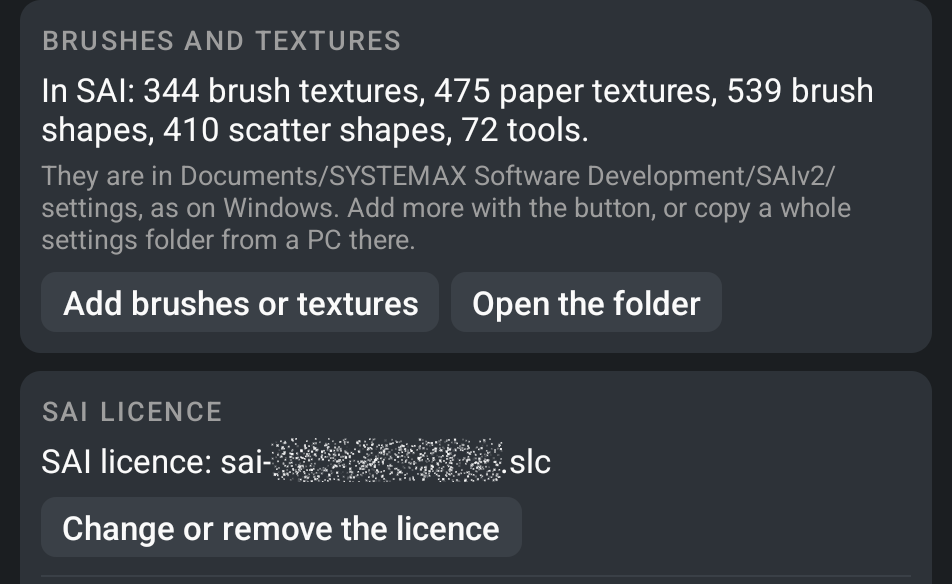 BRUSHES AND TEXTURES
In SAI: 344 brush textures, 475 paper textures, 539 brush
shapes, 410 scatter shapes, 72 tools.
They are in Documents/SYSTEMAX Software Development/SAIv2/
settings, as on Windows. Add more with the button, or copy a whole
settings folder from a PC there.
Add brushes or textures
Open the folder
SAI LICENCE
SAI licence: sai- .slc
Change or remove the licence